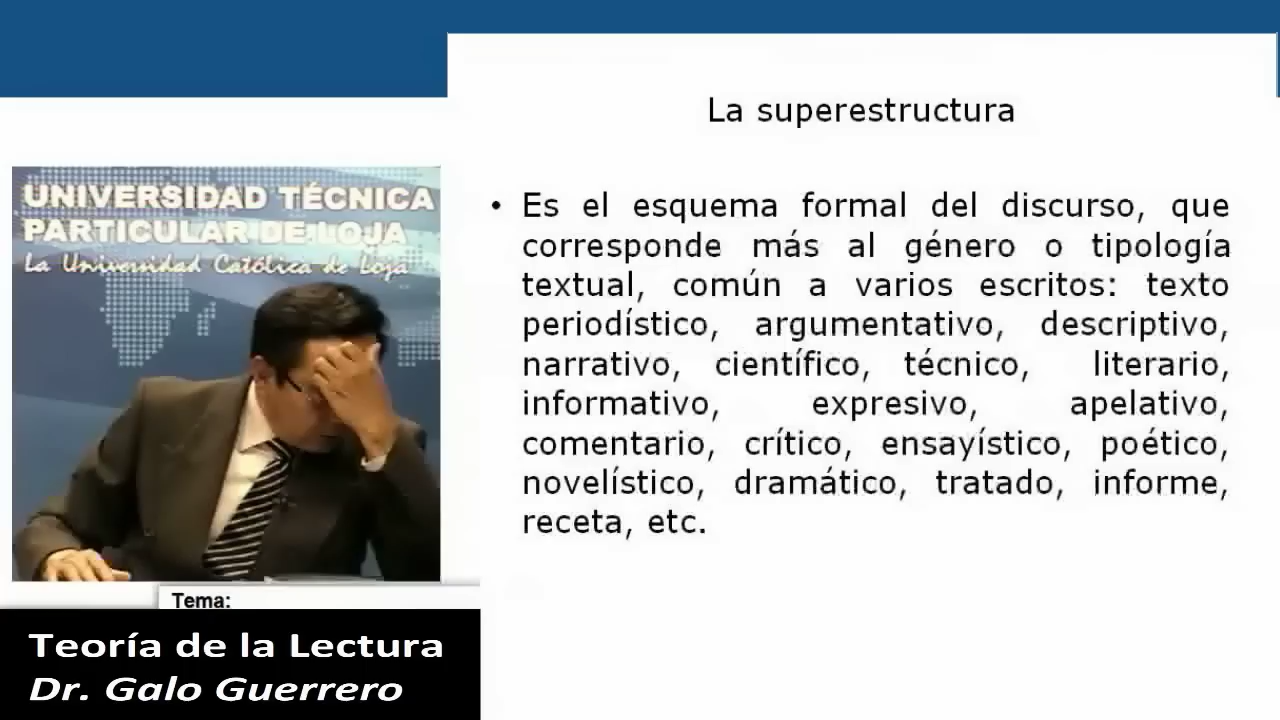 La superestructura
• Es el esquema formal del discurso, que
corresponde más al género o tipología
textual, común a varios escritos: texto
periodístico, argumentativo, descriptivo,
narrativo, científico, técnico, literario,
informativo, expresivo, apelativo,
comentario, crítico, ensayístico, poético,
novelístico, dramático, tratado, informe,
receta, etc.
UNIVERSIDAD TÉCNICA
PARTICULAR DE LOJA
La Universidad Católica de Loja
Tema:
Teoría de la Lectura
Dr. Galo Guerrero